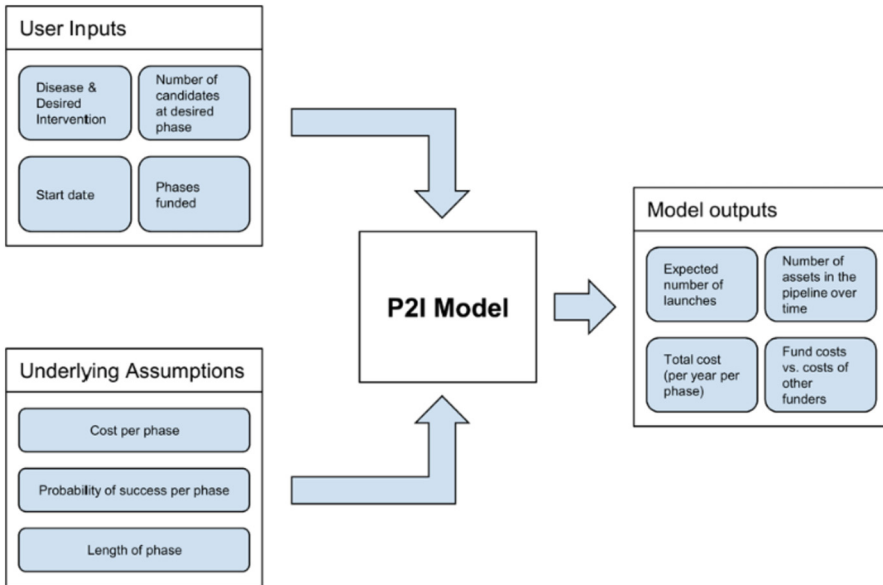 User Inputs
Disease &
Desired
Intervention
Number of
candidates
at desired
phase
Start date
Phases
funded
Underlying Assumptions
Cost per phase
Probability of success per phase
Length of phase
P2I Model
Model outputs
Expected
number of
launches
Number of
assets in the
pipeline over
time
Total cost
(per year per
phase)
Fund costs
vs. costs of
other
funders